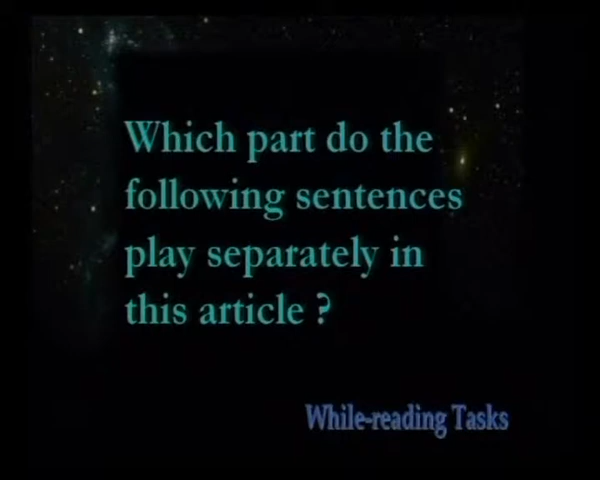 Which part do the
following sentences
play separately in
this article ?
While-reading Tasks